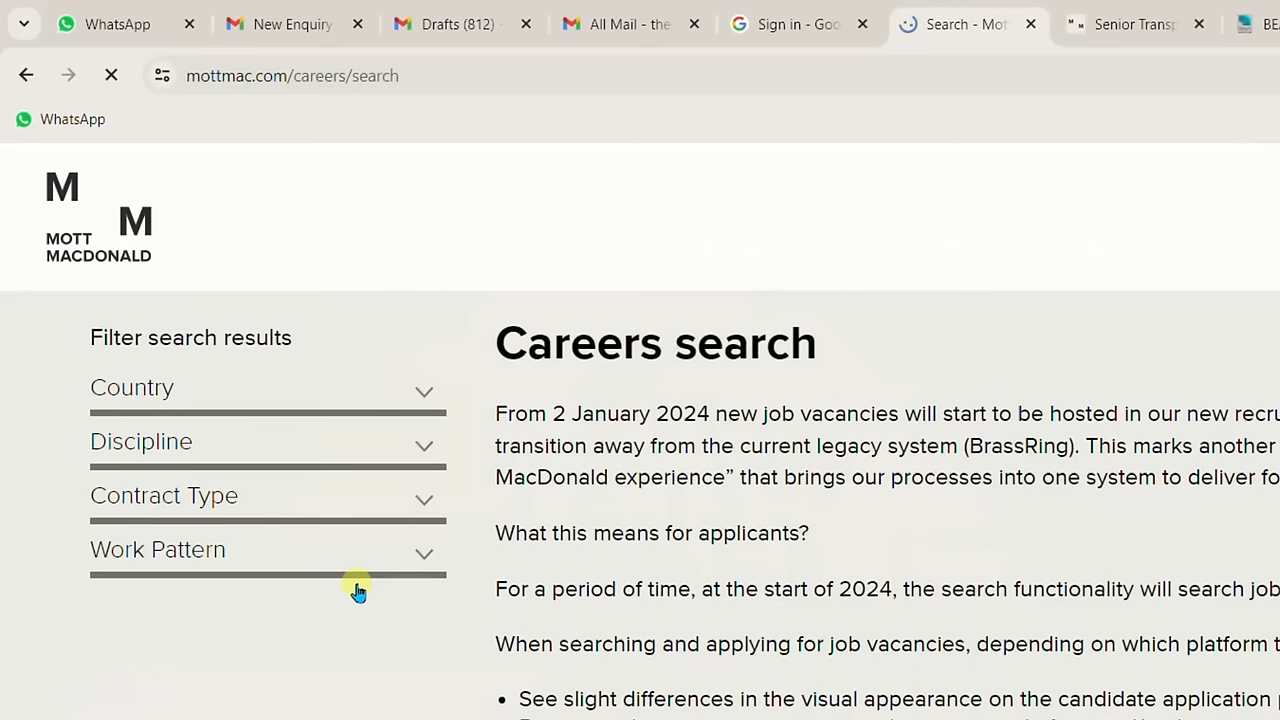 WhatsApp New Enquiry Drafts (812) - All Mail - the Sign in - Goo Search - Mot Senior Transp BE
mottmac.com/careers/search
WhatsApp
M
M
MOTT
MACDONALD
Filter search results
Country
Discipline
Contract Type
Work Pattern
Careers search
From 2 January 2024 new job vacancies will start to be hosted in our new recru
transition away from the current legacy system (BrassRing). This marks another
MacDonald experience” that brings our processes into one system to deliver fo
What this means for applicants?
For a period of time, at the start of 2024, the search functionality will search job
When searching and applying for job vacancies, depending on which platform t
• See slight differences in the visual appearance on the candidate application p